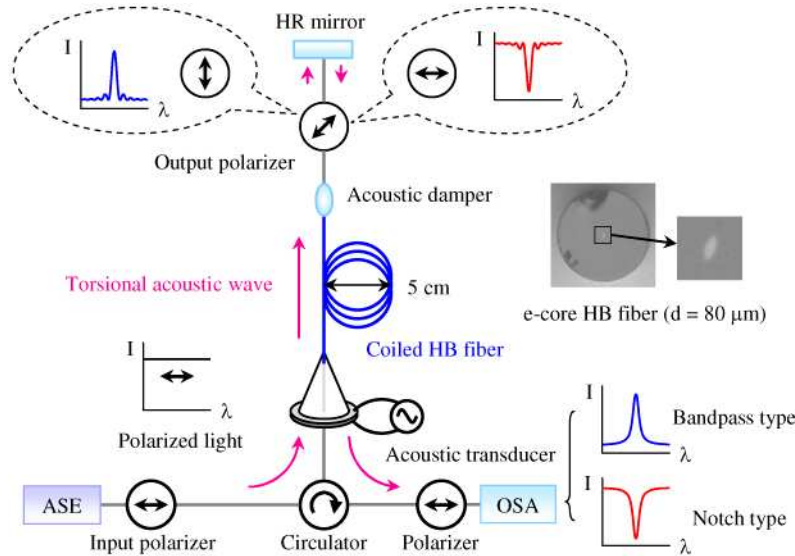 HR mirror
I
λ
I
λ
Output polarizer
Acoustic damper
Torsional acoustic wave
5 cm
e-core HB fiber (d = 80 μm)
Coiled HB fiber
I
λ
Polarized light
Acoustic transducer
I
Bandpass type
λ
ASE
OSA
I
Notch type
λ
Input polarizer
Circulator
Polarizer